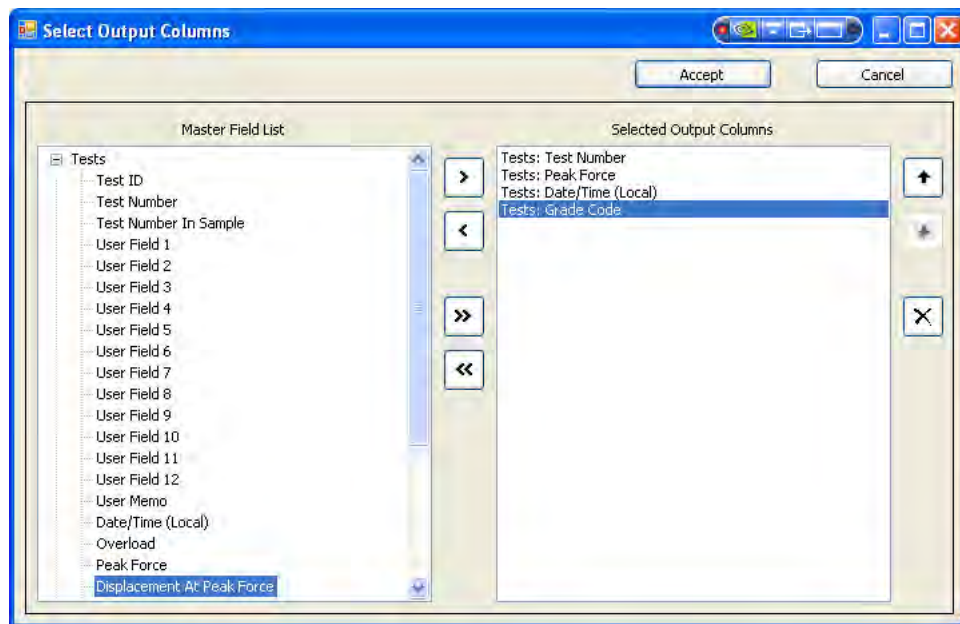 Select Output Columns
Accept
Cancel
Master Field List
Selected Output Columns
Tests
Test ID
Test Number
Test Number In Sample
User Field 1
User Field 2
User Field 3
User Field 4
User Field 5
User Field 6
User Field 7
User Field 8
User Field 9
User Field 10
User Field 11
User Field 12
User Memo
Date/Time (Local)
Overload
Peak Force
Displacement At Peak Force
>
<
>>
<<
Tests: Test Number
Tests: Peak Force
Tests: Date/Time (Local)
Tests: Grade Code